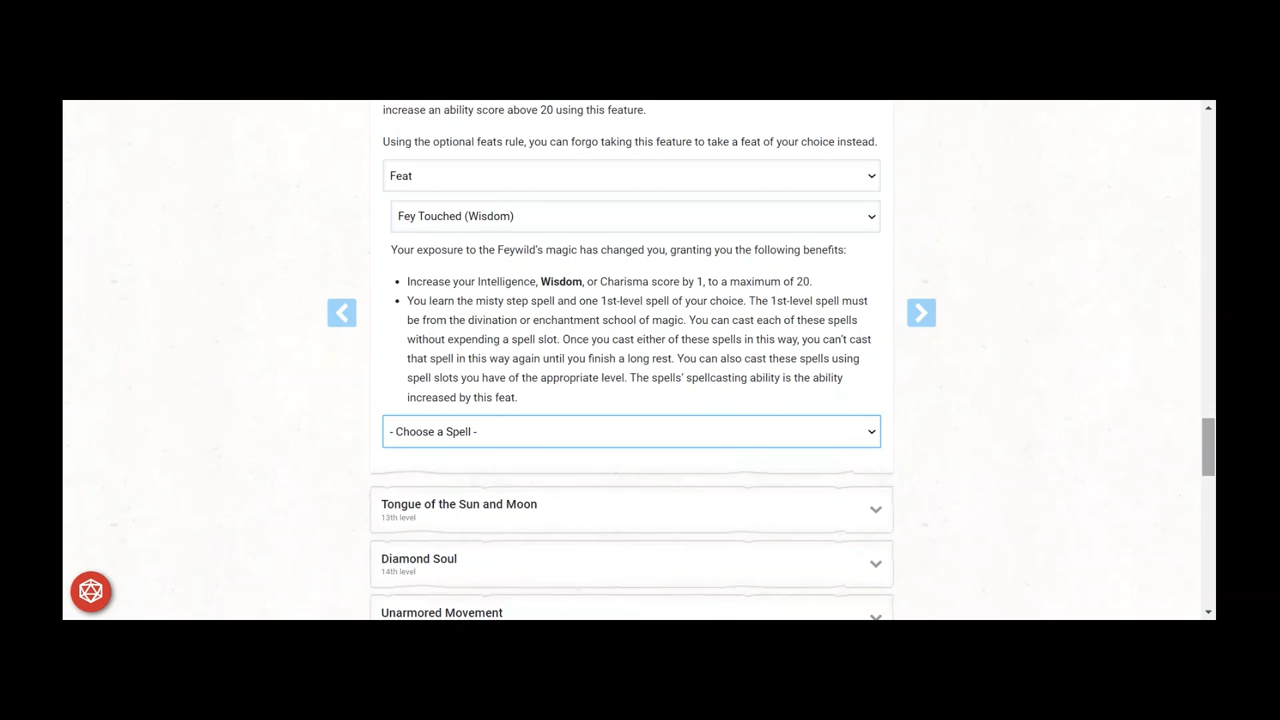 increase an ability score above 20 using this feature.
Using the optional feats rule, you can forgo taking this feature to take a feat of your choice instead.
Feat
Fey Touched (Wisdom)
Your exposure to the Feywild’s magic has changed you, granting you the following benefits:
• Increase your Intelligence, Wisdom, or Charisma score by 1, to a maximum of 20.
• You learn the misty step spell and one 1st-level spell of your choice. The 1st-level spell must
be from the divination or enchantment school of magic. You can cast each of these spells
without expending a spell slot. Once you cast either of these spells in this way, you can’t cast
that spell in this way again until you finish a long rest. You can also cast these spells using
spell slots you have of the appropriate level. The spells’ spellcasting ability is the ability
increased by this feat.
- Choose a Spell -
Tongue of the Sun and Moon
13th level
Diamond Soul
14th level
Unarmored Movement